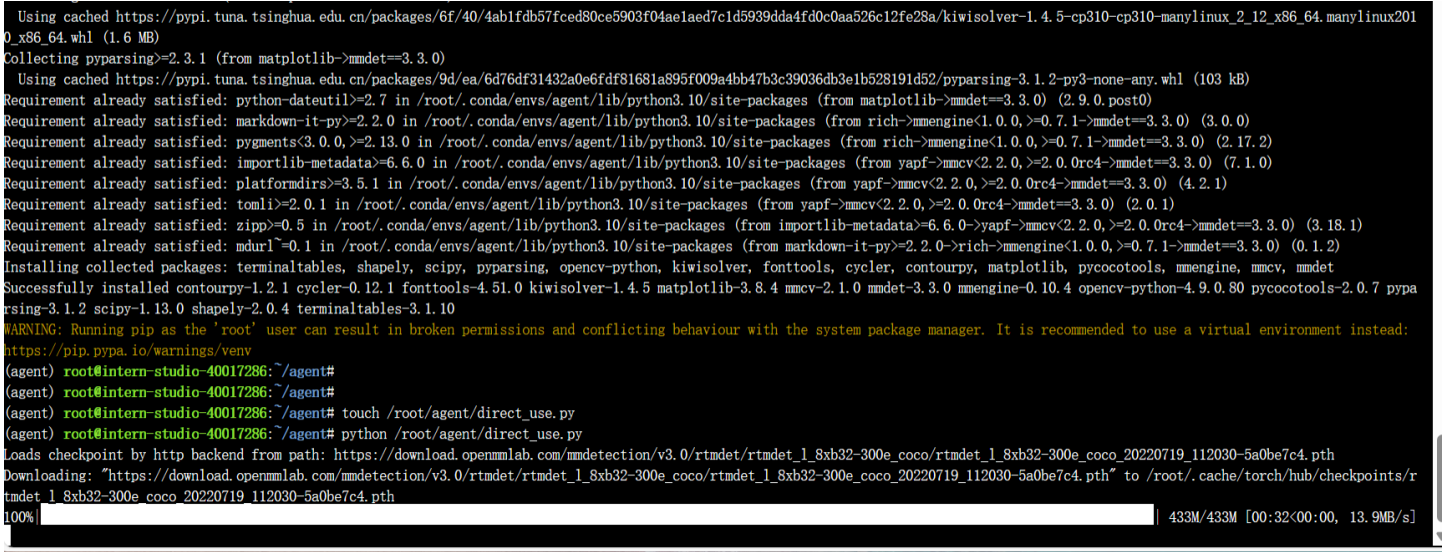 Using cached https://pypi.tuna.tsinghua.edu.cn/packages/6f/40/4ab1fdb57fced80ce5903f04ae1aed7c1d5939dda4fd0c0aa526c12fe28a/kiwisolver-1.4.5-cp310-cp310-manylinux_2_12_x86_64.manylinux201
0_x86_64.whl (1.6 MB)
Collecting pyparsing>=2.3.1 (from matplotlib->mmdet==3.3.0)
Using cached https://pypi.tuna.tsinghua.edu.cn/packages/9d/ea/6d76df31432a0e6fdf81681a895f009a4bb47b3c39036db3e1b528191d52/pyparsing-3.1.2-py3-none-any.whl (103 kB)
Requirement already satisfied: python-dateutil>=2.7 in /root/.conda/envs/agent/lib/python3.10/site-packages (from matplotlib->mmdet==3.3.0) (2.9.0.post0)
Requirement already satisfied: markdown-it-py>=2.2.0 in /root/.conda/envs/agent/lib/python3.10/site-packages (from rich->mmengine<1.0.0,>=0.7.1->mmdet==3.3.0) (3.0.0)
Requirement already satisfied: pygments<3.0.0,>=2.13.0 in /root/.conda/envs/agent/lib/python3.10/site-packages (from rich->mmengine<1.0.0,>=0.7.1->mmdet==3.3.0) (2.17.2)
Requirement already satisfied: importlib-metadata>=6.6.0 in /root/.conda/envs/agent/lib/python3.10/site-packages (from yapf->mmcv<2.2.0,>=2.0.0rc4->mmdet==3.3.0) (7.1.0)
Requirement already satisfied: platformdirs>=3.5.1 in /root/.conda/envs/agent/lib/python3.10/site-packages (from yapf->mmcv<2.2.0,>=2.0.0rc4->mmdet==3.3.0) (4.2.1)
Requirement already satisfied: tomli>=2.0.1 in /root/.conda/envs/agent/lib/python3.10/site-packages (from yapf->mmcv<2.2.0,>=2.0.0rc4->mmdet==3.3.0) (2.0.1)
Requirement already satisfied: zipp>=0.5 in /root/.conda/envs/agent/lib/python3.10/site-packages (from importlib-metadata>=6.6.0->yapf->mmcv<2.2.0,>=2.0.0rc4->mmdet==3.3.0) (3.18.1)
Requirement already satisfied: mdurl~=0.1 in /root/.conda/envs/agent/lib/python3.10/site-packages (from markdown-it-py>=2.2.0->rich->mmengine<1.0.0,>=0.7.1->mmdet==3.3.0) (0.1.2)
Installing collected packages: terminaltables, shapely, scipy, pyparsing, opencv-python, kiwisolver, fonttools, cycler, contourpy, matplotlib, pycocotools, mmengine, mmcv, mmdet
Successfully installed contourpy-1.2.1 cycler-0.12.1 fonttools-4.51.0 kiwisolver-1.4.5 matplotlib-3.8.4 mmcv-2.1.0 mmdet-3.3.0 mmengine-0.10.4 opencv-python-4.9.0.80 pycocotools-2.0.7 pypa
rsing-3.1.2 scipy-1.13.0 shapely-2.0.4 terminaltables-3.1.10
WARNING: Running pip as the 'root' user can result in broken permissions and conflicting behaviour with the system package manager. It is recommended to use a virtual environment instead:
https://pip.pypa.io/warnings/venv
(agent) root@intern-studio-40017286:~/agent#
(agent) root@intern-studio-40017286:~/agent#
(agent) root@intern-studio-40017286:~/agent# touch /root/agent/direct_use.py
(agent) root@intern-studio-40017286:~/agent# python /root/agent/direct_use.py
Loads checkpoint by http backend from path: https://download.openmmlab.com/mmdetection/v3.0/rtmdet/rtmdet_l_8xb32-300e_coco/rtmdet_l_8xb32-300e_coco_20220719_112030-5a0be7c4.pth
Downloading: "https://download.openmmlab.com/mmdetection/v3.0/rtmdet/rtmdet_l_8xb32-300e_coco/rtmdet_l_8xb32-300e_coco_20220719_112030-5a0be7c4.pth" to /root/.cache/torch/hub/checkpoints/r
tmdet_l_8xb32-300e_coco_20220719_112030-5a0be7c4.pth
100%| | 433M/433M [00:32<00:00, 13.9MB/s]